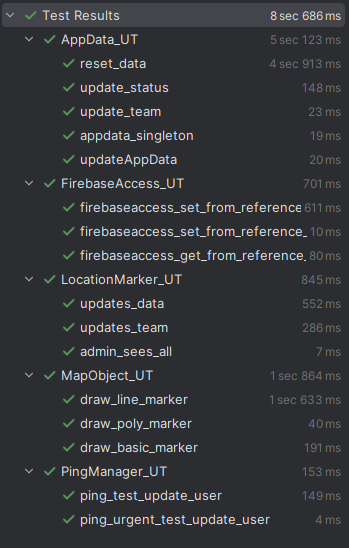 Test Results 8 sec 686 ms
AppData_UT 5 sec 123 ms
reset_data 4 sec 913 ms
update_status 148 ms
update_team 23 ms
appdata_singleton 19 ms
updateAppData 20 ms
FirebaseAccess_UT 701 ms
firebaseaccess_set_from_reference 611 ms
firebaseaccess_set_from_reference_ 10 ms
firebaseaccess_get_from_reference_ 80 ms
LocationMarker_UT 845 ms
updates_data 552 ms
updates_team 286 ms
admin_sees_all 7 ms
MapObject_UT 1 sec 864 ms
draw_line_marker 1 sec 633 ms
draw_poly_marker 40 ms
draw_basic_marker 191 ms
PingManager_UT 153 ms
ping_test_update_user 149 ms
ping_urgent_test_update_user 4 ms